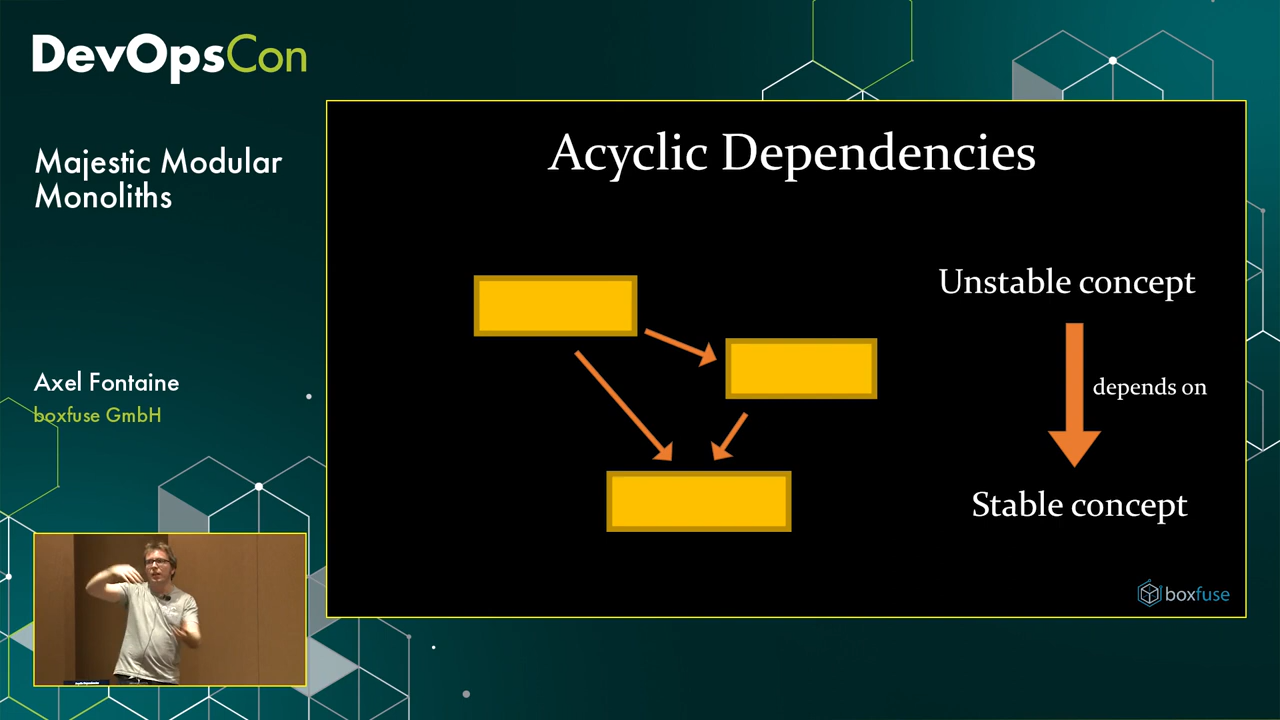 DevOpsCon
Majestic Modular
Monoliths
Axel Fontaine
boxfuse GmbH
Acyclic Dependencies
Unstable concept
depends on
Stable concept
boxfuse